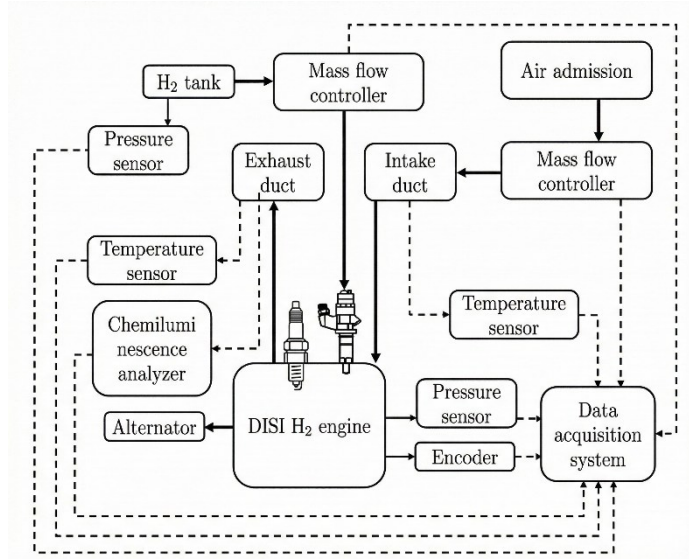 H₂ tank
Mass flow
controller
Air admission
Pressure
sensor
Exhaust
duct
Intake
duct
Mass flow
controller
Temperature
sensor
Temperature
sensor
Chemilumi
nescence
analyzer
Alternator
DISI H₂ engine
Pressure
sensor
Encoder
Data
acquisition
system